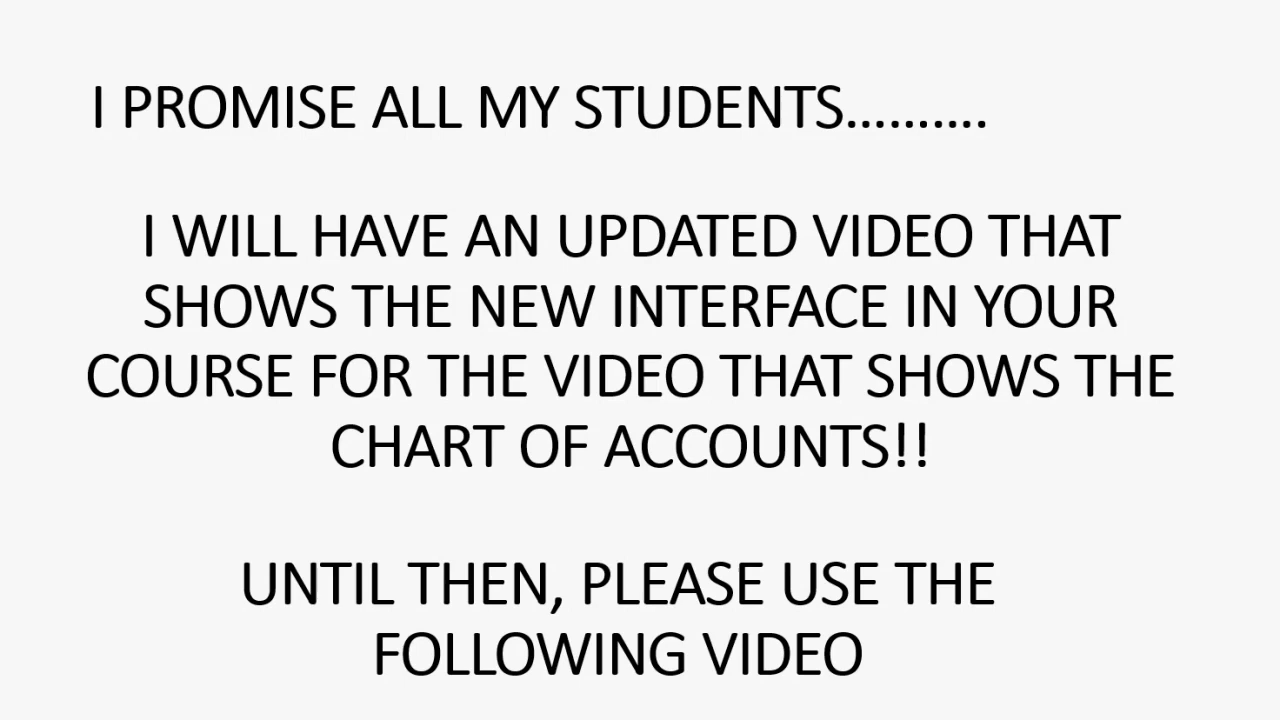 I PROMISE ALL MY STUDENTS..........
I WILL HAVE AN UPDATED VIDEO THAT
SHOWS THE NEW INTERFACE IN YOUR
COURSE FOR THE VIDEO THAT SHOWS THE
CHART OF ACCOUNTS!!
UNTIL THEN, PLEASE USE THE
FOLLOWING VIDEO